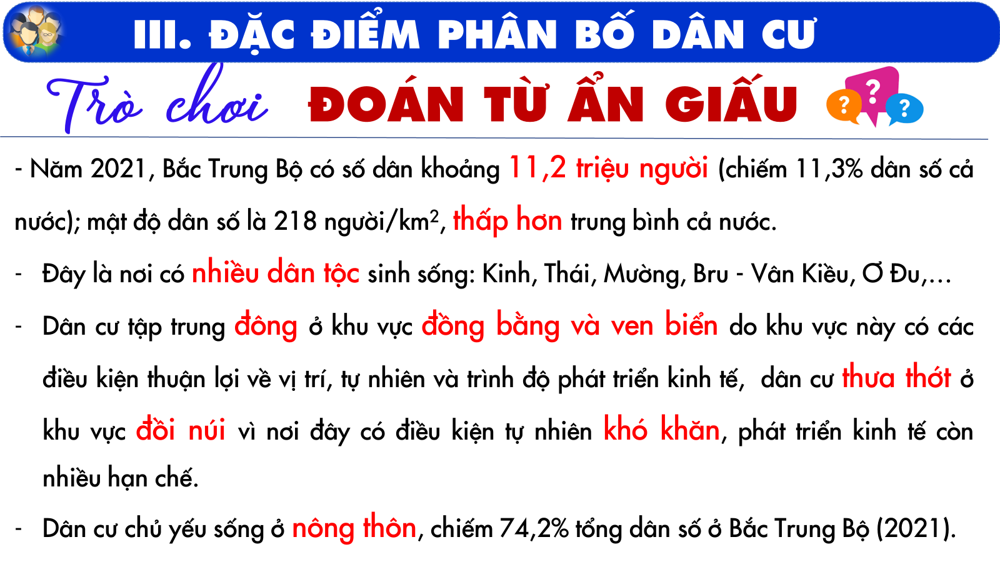 III. ĐẶC ĐIỂM PHÂN BỐ DÂN CƯ
Trò chơi ĐOÁN TỪ ẨN GIẤU
? ? ?
- Năm 2021, Bắc Trung Bộ có số dân khoảng 11,2 triệu người (chiếm 11,3% dân số cả
nước); mật độ dân số là 218 người/km², thấp hơn trung bình cả nước.
- Đây là nơi có nhiều dân tộc sinh sống: Kinh, Thái, Mường, Bru - Vân Kiều, Ơ Đu,...
- Dân cư tập trung đông ở khu vực đồng bằng và ven biển do khu vực này có các
điều kiện thuận lợi về vị trí, tự nhiên và trình độ phát triển kinh tế, dân cư thưa thớt ở
khu vực đồi núi vì nơi đây có điều kiện tự nhiên khó khăn, phát triển kinh tế còn
nhiều hạn chế.
- Dân cư chủ yếu sống ở nông thôn, chiếm 74,2% tổng dân số ở Bắc Trung Bộ (2021).